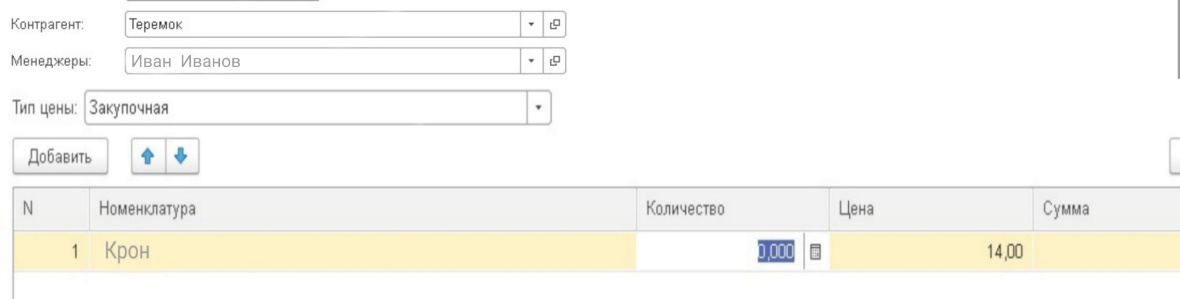 Контрагент: Теремок
Менеджеры: Иван Иванов
Тип цены: Закупочная
Добавить
N Номенклатура Количество Цена Сумма
1 Крон 0,000 14,00